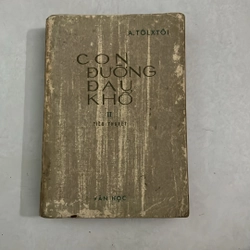 A. TÔLXTÔI
CON
ĐƯỜNG
ĐAU
KHỔ
II
TIỂU THUYẾT
VĂN HỌC